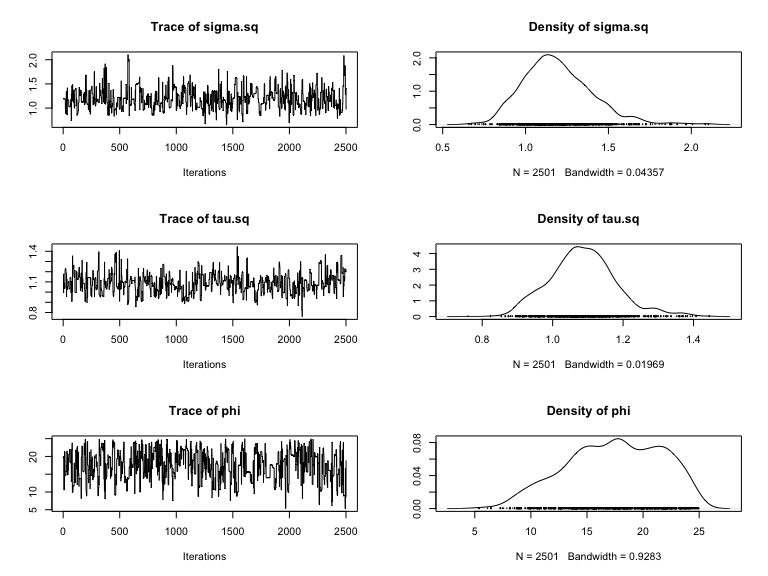 Trace of sigma.sq
1.0 1.5 2.0
0 500 1000 1500 2000 2500
Iterations
Density of sigma.sq
0.0 1.0 2.0
0.5 1.0 1.5 2.0
N = 2501 Bandwidth = 0.04357
Trace of tau.sq
0.8 1.1 1.4
0 500 1000 1500 2000 2500
Iterations
Density of tau.sq
0 1 2 3 4
0.8 1.0 1.2 1.4
N = 2501 Bandwidth = 0.01969
Trace of phi
5 10 20
0 500 1000 1500 2000 2500
Iterations
Density of phi
0.00 0.04 0.08
5 10 15 20 25
N = 2501 Bandwidth = 0.9283